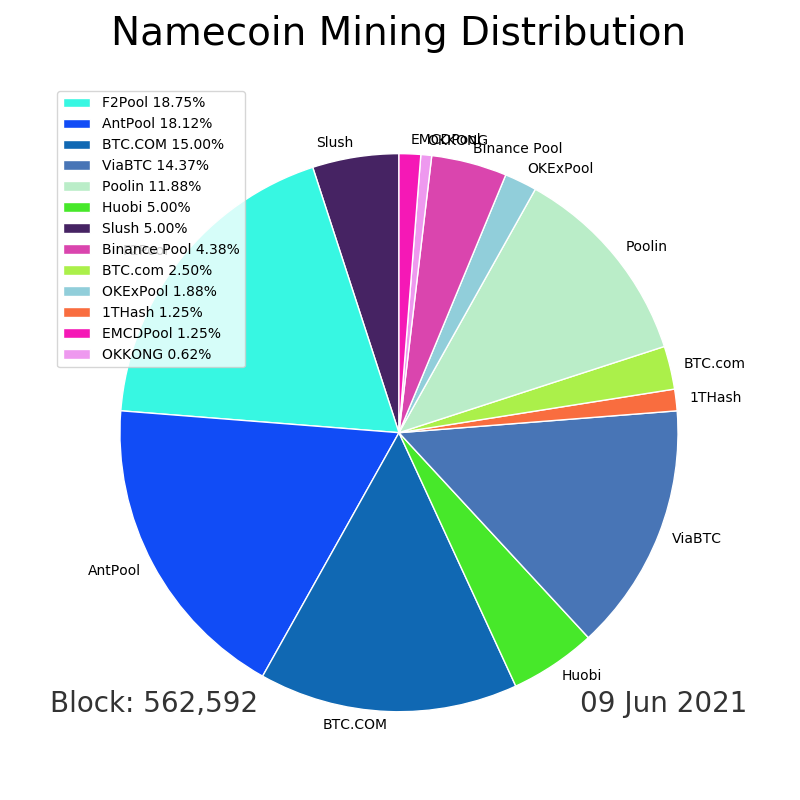 Namecoin Mining Distribution
F2Pool 18.75%
AntPool 18.12%
BTC.COM 15.00%
ViaBTC 14.37%
Poolin 11.88%
Huobi 5.00%
Slush 5.00%
Binance Pool 4.38%
BTC.com 2.50%
OKExPool 1.88%
1THash 1.25%
EMCDPool 1.25%
OKKONG 0.62%
Slush
EMCDPool
OKKONG
Binance Pool
OKExPool
Poolin
BTC.com
1THash
ViaBTC
Huobi
BTC.COM
AntPool
F2Pool
Block: 562,592
09 Jun 2021